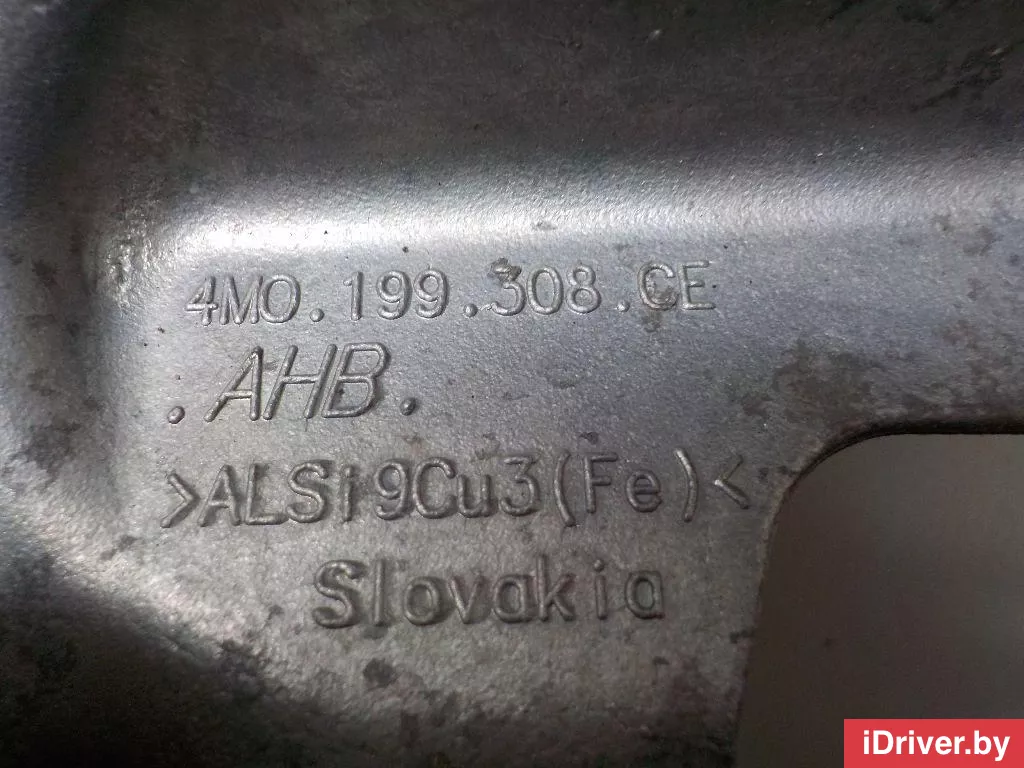 4M0.199.308.CE
.AHB.
>ALSi9Cu3(Fe)<
Slovakia
iDriver.by